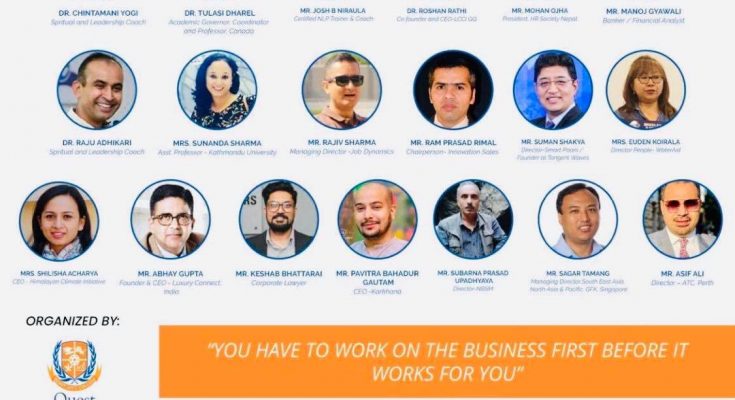 DR. CHINTAMANI YOGI
Spritual and Leadership Coach
DR. TULASI DHAREL
Academic Governor, Coordinator
and Professor, Canada
MR. JOSH B NIRAULA
Certified NLP Trainer & Coach
DR. ROSHAN RATHI
Co founder and CEO-LCCI GQ
MR. MOHAN OJHA
President, HR Society Nepal
MR. MANOJ GYAWALI
Banker / Financial Analyst
DR. RAJU ADHIKARI
Spritual and Leadership Coach
MRS. SUNANDA SHARMA
Asst. Professor - Kathmandu University
MR. RAJIV SHARMA
Managing Director -Job Dynamics
MR. RAM PRASAD RIMAL
Chairperson- Innovation Sales
MR. SUMAN SHAKYA
Director-Smart Paani /
Founder at Tangent Waves
MRS. EUDEN KOIRALA
Director People- WaterAid
MRS. SHILISHA ACHARYA
CEO - Himalayan Climate Initiative
MR. ABHAY GUPTA
Founder & CEO - Luxury Connect,
India
MR. KESHAB BHATTARAI
Corporate Lawyer
MR. PAVITRA BAHADUR
GAUTAM
CEO -Karkhana
MR. SUBARNA PRASAD
UPADHYAYA
Director-NBSM
MR. SAGAR TAMANG
Managing Director South East Asia,
North Asia & Pacific, GFK, Singapore
MR. ASIF ALI
Director - ATC, Perth
ORGANIZED BY:
"YOU HAVE TO WORK ON THE BUSINESS FIRST BEFORE IT
WORKS FOR YOU"
Quest